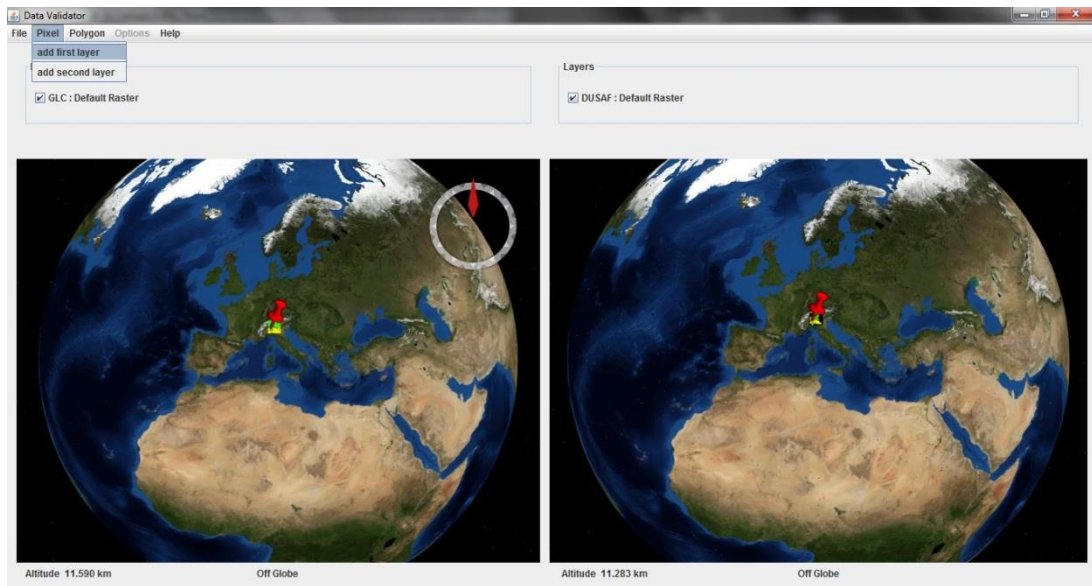 Data Validator
File Pixel Polygon Options Help
add first layer
add second layer
Layers
GLC : Default Raster
DUSAF : Default Raster
Altitude 11.590 km Off Globe
Altitude 11.283 km Off Globe